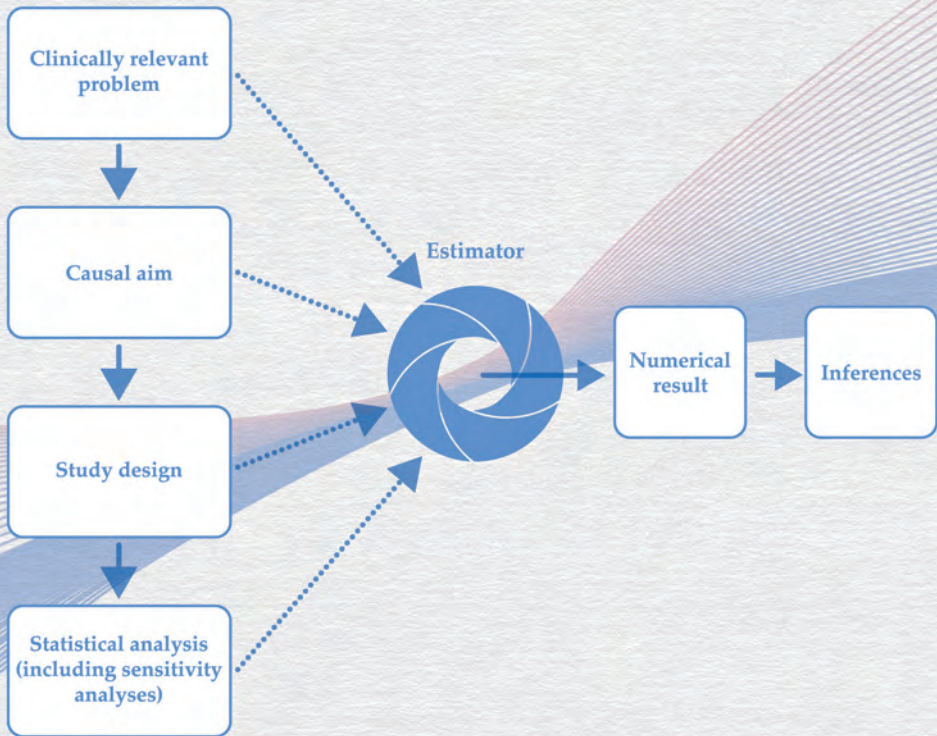 Clinically relevant
problem
Causal aim
Estimator
Study design
Numerical
result
Inferences
Statistical analysis
(including sensitivity
analyses)